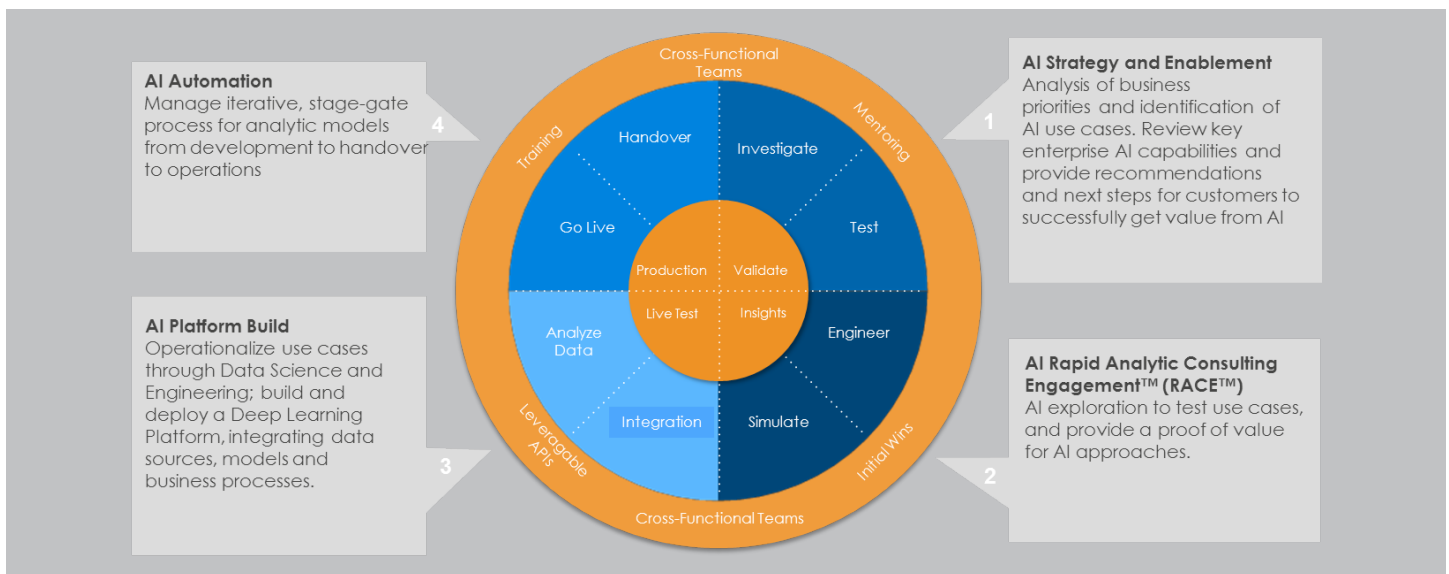 AI Automation
Manage iterative, stage-gate
process for analytic models
from development to handover
to operations
4
AI Strategy and Enablement
Analysis of business
priorities and identification of
AI use cases. Review key
enterprise AI capabilities and
provide recommendations
and next steps for customers to
successfully get value from AI
1
Cross-Functional
Teams
Training
Mentoring
Handover
Investigate
Go Live
Test
Production
Validate
Live Test
Insights
Analyze
Data
Engineer
Integration
Simulate
Leveragable
APIs
Initial Wins
Cross-Functional Teams
AI Platform Build
Operationalize use cases
through Data Science and
Engineering; build and
deploy a Deep Learning
Platform, integrating data
sources, models and
business processes.
3
AI Rapid Analytic Consulting
Engagement™ (RACE™)
AI exploration to test use cases,
and provide a proof of value
for AI approaches.
2